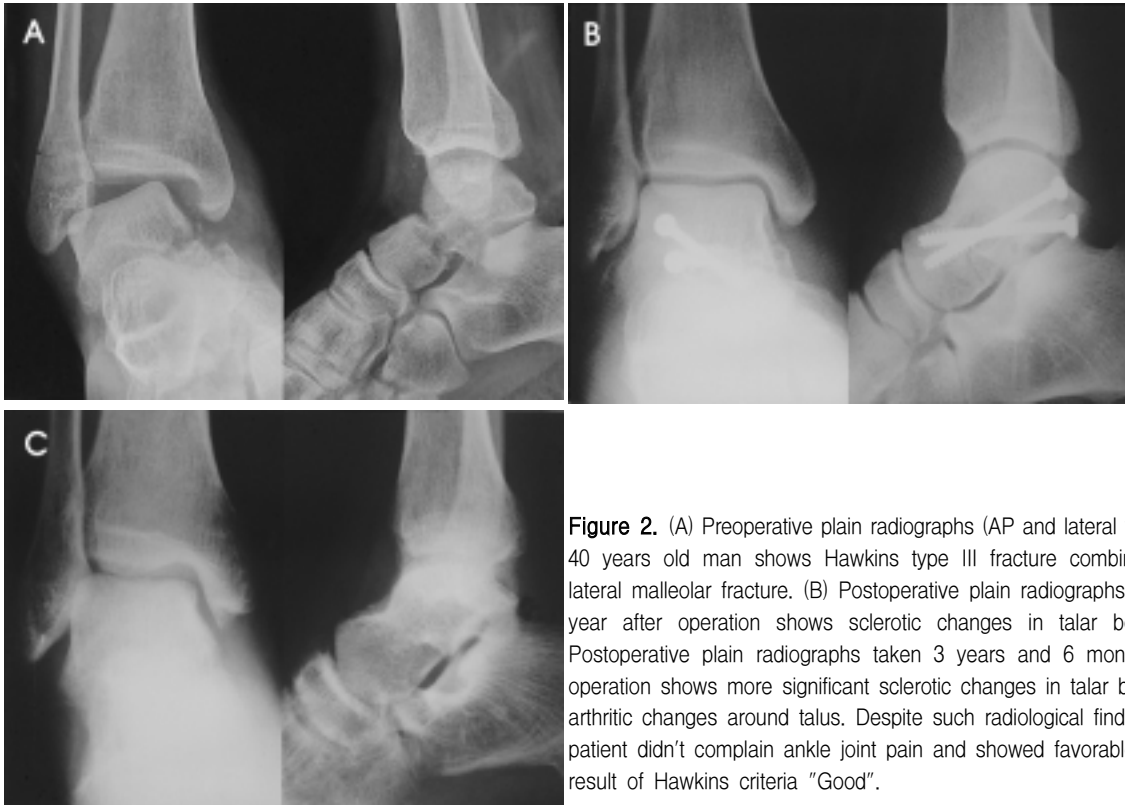 A
B
C
Figure 2. (A) Preoperative plain radiographs (AP and lateral
40 years old man shows Hawkins type III fracture combin
lateral malleolar fracture. (B) Postoperative plain radiographs
year after operation shows sclerotic changes in talar b
Postoperative plain radiographs taken 3 years and 6 mon
operation shows more significant sclerotic changes in talar b
arthritic changes around talus. Despite such radiological find
patient didn't complain ankle joint pain and showed favorabl
result of Hawkins criteria "Good".